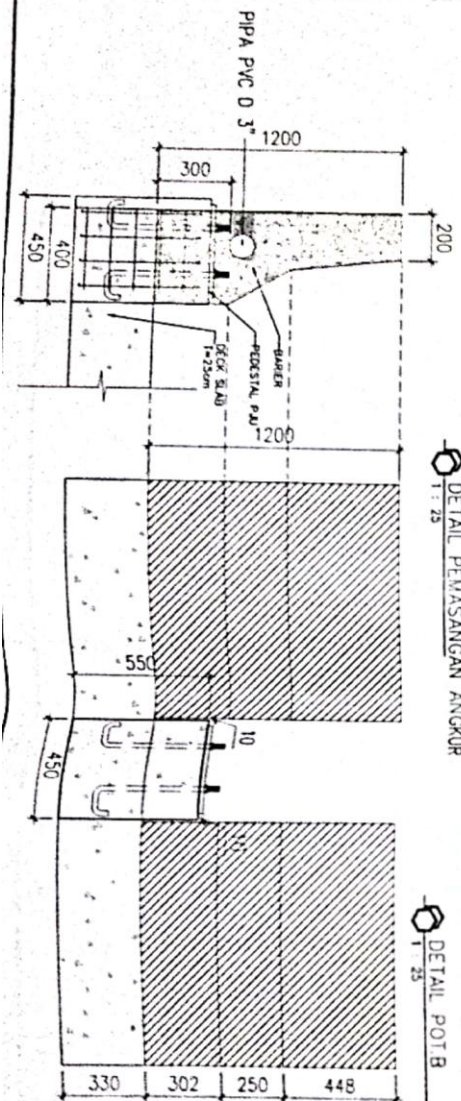 PIPA PVC D 3"
1200
300
200
400
450
BARIER
PEDESTAL PJU
DECK SLAB
T=25cm
DETAIL PEMASANGAN ANGKUR
1 : 25
1200
550
10
450
DETAIL POT.B
1 : 25
330
302
250
448